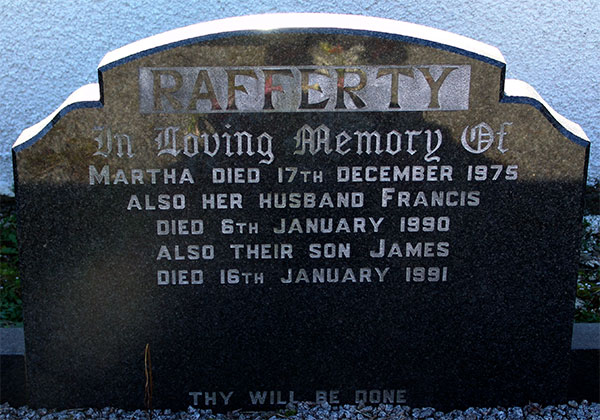 RAFFERTY
In Loving Memory Of
MARTHA DIED 17TH DECEMBER 1975
ALSO HER HUSBAND FRANCIS
DIED 6TH JANUARY 1990
ALSO THEIR SON JAMES
DIED 16TH JANUARY 1991
THY WILL BE DONE